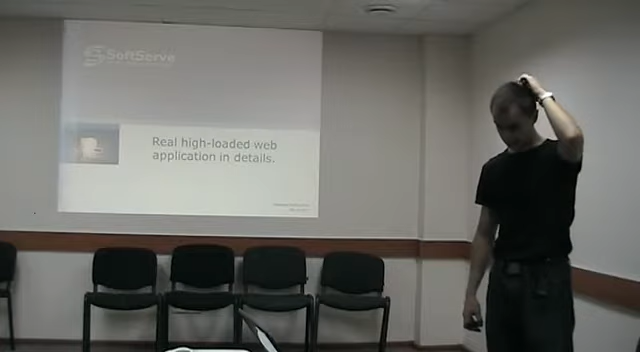 SoftServe
Real high-loaded web
application in details.